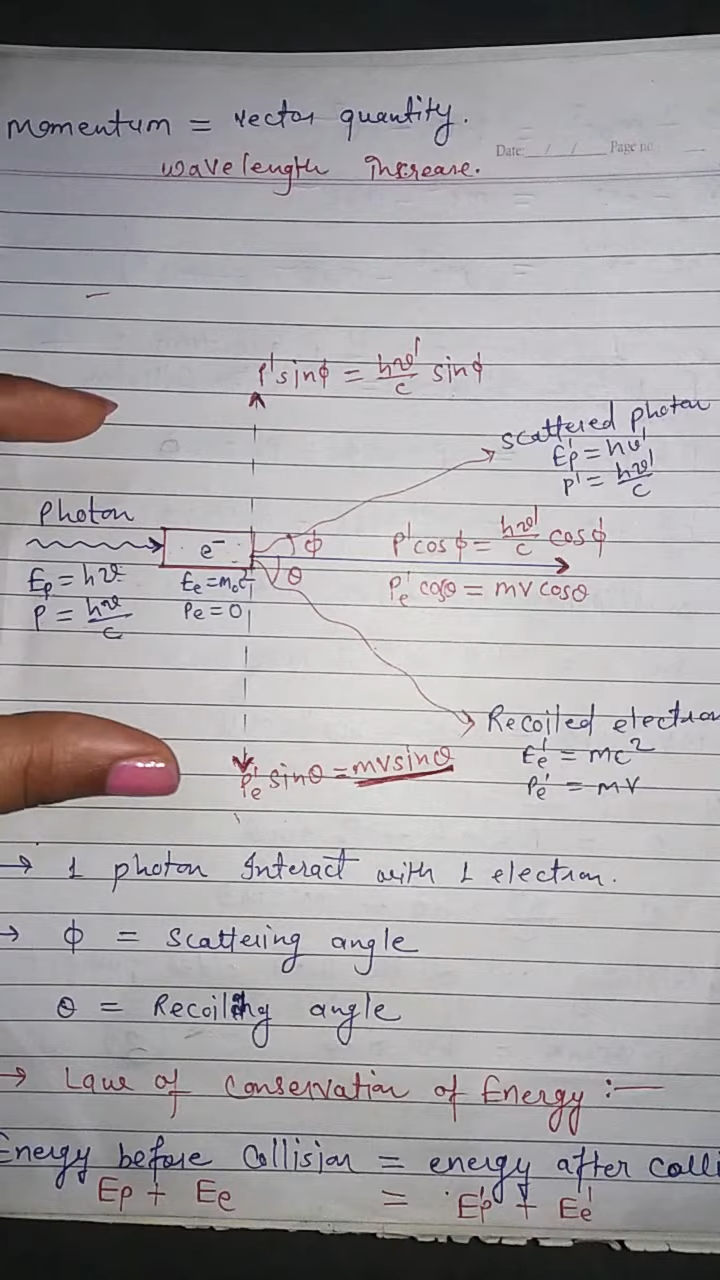 Momentum = vector quantity.
Date: / / Page no
wavelength increase.
P'sinϕ = hν'/c sinϕ
scattered photon
E'p = hν'
P' = hν'/c
Photon
e⁻
ϕ
P'cosϕ = hν'/c cosϕ
θ
P'e cosθ = mv cosθ
Ep = hν
P = hν/c
Ee = m₀c²
Pe = 0
Recoiled electron
E'e = mc²
P'e = mv
P'e sinθ = mvsinθ
→ 1 photon Interact with 1 electron.
→ ϕ = Scattering angle
θ = Recoiling angle
→ Law of Conservation of Energy :—
Energy before Collision = energy after colli
Ep + Ee = E'p + E'e